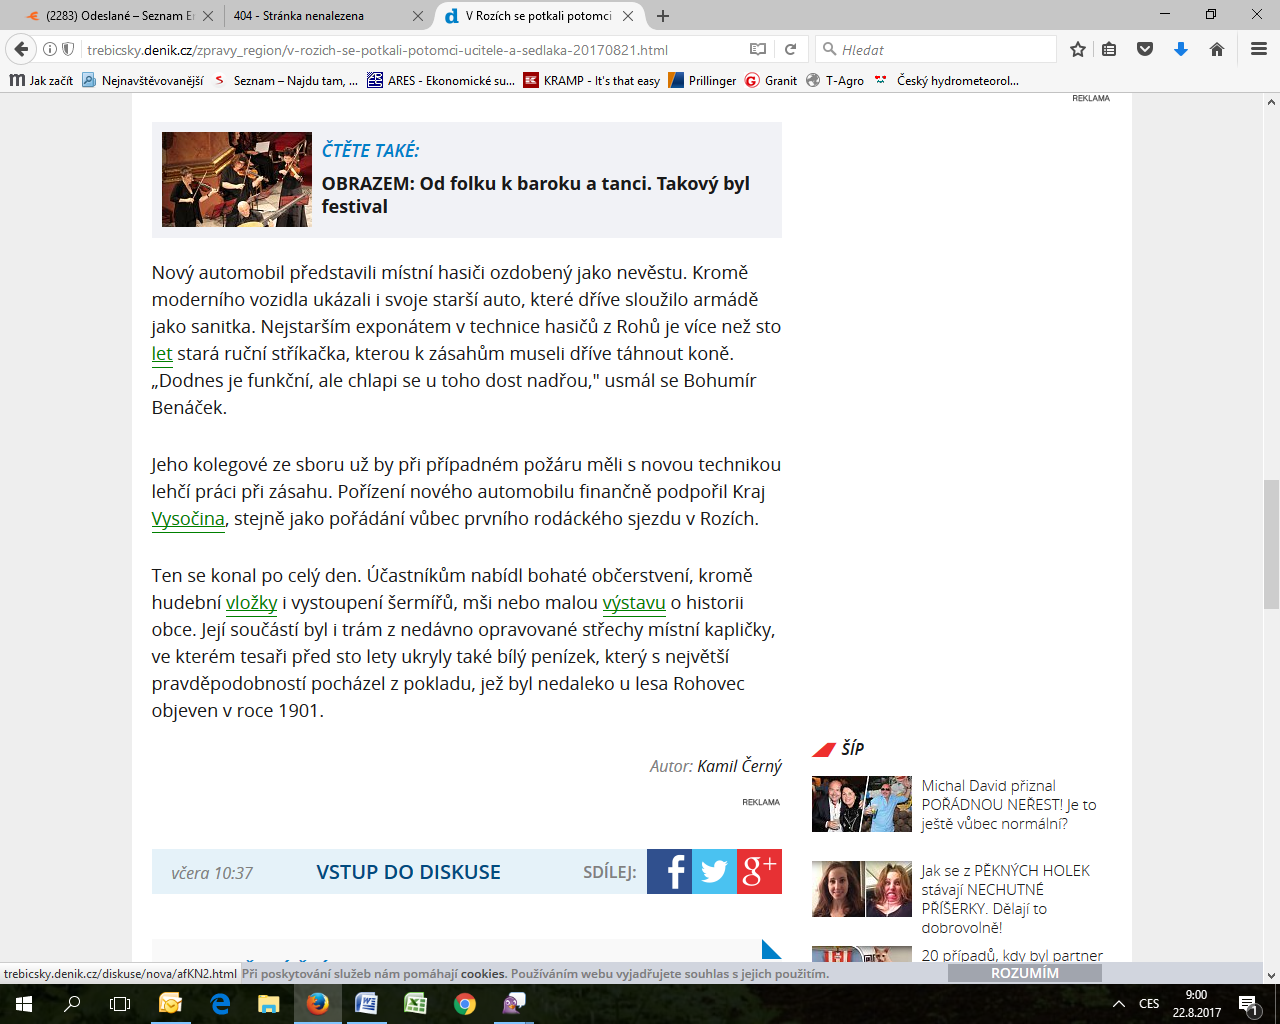 (2283) Odeslané – Seznam E
404 - Stránka nenalezena
V Rozích se potkali potomci
trebicsky.denik.cz/zpravy_region/v-rozich-se-potkali-potomci-ucitele-a-sedlaka-20170821.html
Hledat
Jak začít
Nejnavštěvovanější
Seznam – Najdu tam, ...
ARES - Ekonomické su...
KRAMP - It's that easy
Prillinger
Granit
T-Agro
Český hydrometeorol...
REKLAMA
ČTĚTE TAKÉ:
OBRAZEM: Od folku k baroku a tanci. Takový byl
festival
Nový automobil představili místní hasiči ozdobený jako nevěstu. Kromě
moderního vozidla ukázali i svoje starší auto, které dříve sloužilo armádě
jako sanitka. Nejstarším exponátem v technice hasičů z Rohů je více než sto
let stará ruční stříkačka, kterou k zásahům museli dříve táhnout koně.
„Dodnes je funkční, ale chlapi se u toho dost nadřou," usmál se Bohumír
Benáček.
Jeho kolegové ze sboru už by při případném požáru měli s novou technikou
lehčí práci při zásahu. Pořízení nového automobilu finančně podpořil Kraj
Vysočina, stejně jako pořádání vůbec prvního rodáckého sjezdu v Rozích.
Ten se konal po celý den. Účastníkům nabídl bohaté občerstvení, kromě
hudební vložky i vystoupení šermířů, mši nebo malou výstavu o historii
obce. Její součástí byl i trám z nedávno opravované střechy místní kapličky,
ve kterém tesaři před sto lety ukryly také bílý penízek, který s největší
pravděpodobností pocházel z pokladu, jež byl nedaleko u lesa Rohovec
objeven v roce 1901.
Autor: Kamil Černý
REKLAMA
včera 10:37
VSTUP DO DISKUSE
SDÍLEJ:
ŠÍP
Michal David přiznal
POŘÁDNOU NEŘEST! Je to
ještě vůbec normální?
Jak se z PĚKNÝCH HOLEK
stávají NECHUTNÉ
PŘÍŠERKY. Dělají to
dobrovolně!
20 případů, kdy byl partner
trebicsky.denik.cz/diskuse/nova/afKN2.html
Při poskytování služeb nám pomáhají cookies. Používáním webu vyjadřujete souhlas s jejich použitím.
ROZUMÍM
CES
9:00
22.8.2017
1